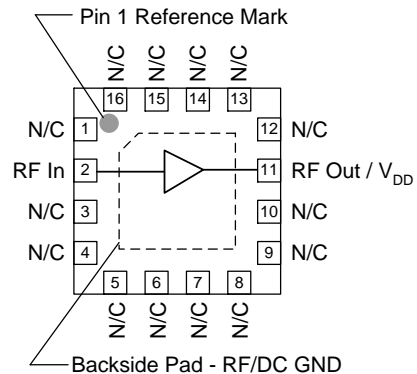 Pin 1 Reference Mark
N/C N/C N/C N/C
16 15 14 13
N/C 1 12 N/C
RF In 2 11 RF Out / VDD
N/C 3 10 N/C
N/C 4 9 N/C
5 6 7 8
N/C N/C N/C N/C
Backside Pad - RF/DC GND